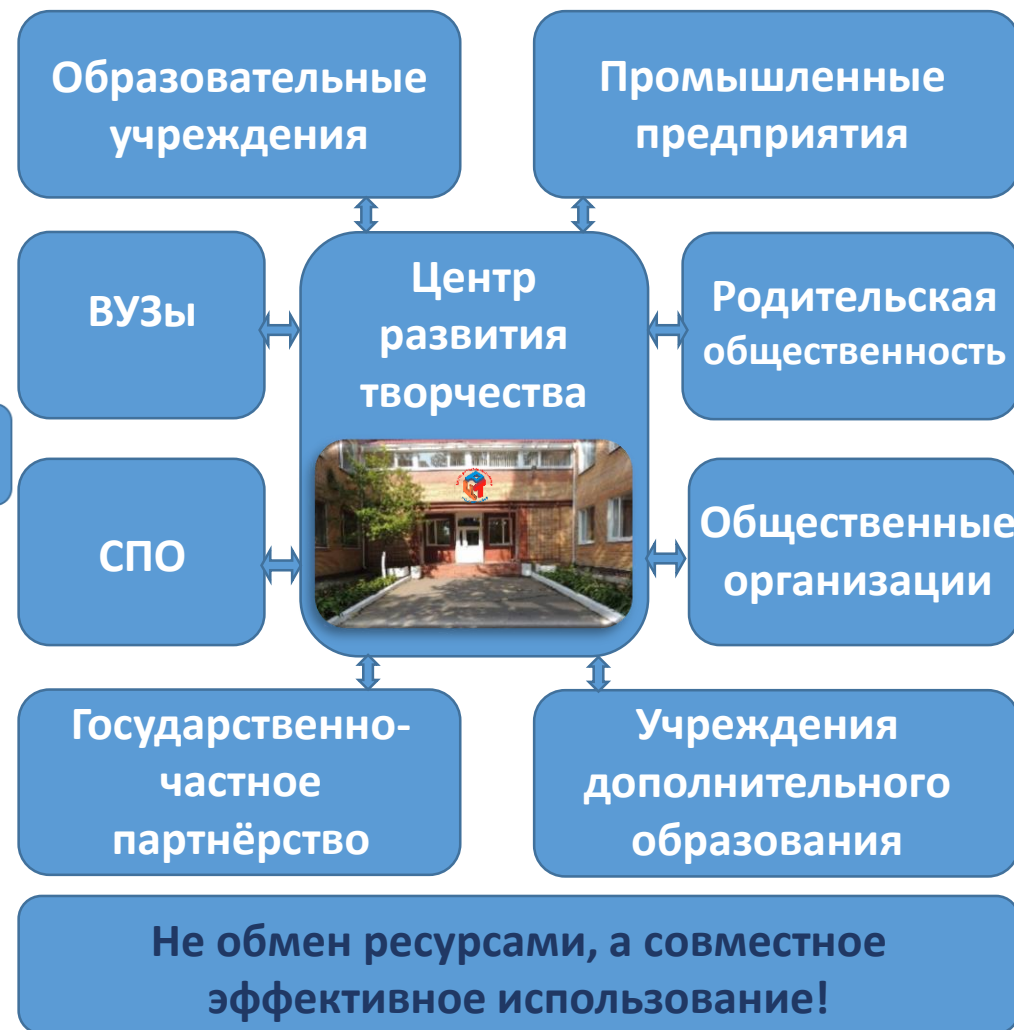 Образовательные
учреждения
Промышленные
предприятия
ВУЗы
Центр
развития
творчества
Родительская
общественность
СПО
Общественные
организации
Государственно-
частное
партнёрство
Учреждения
дополнительного
образования
Не обмен ресурсами, а совместное
эффективное использование!